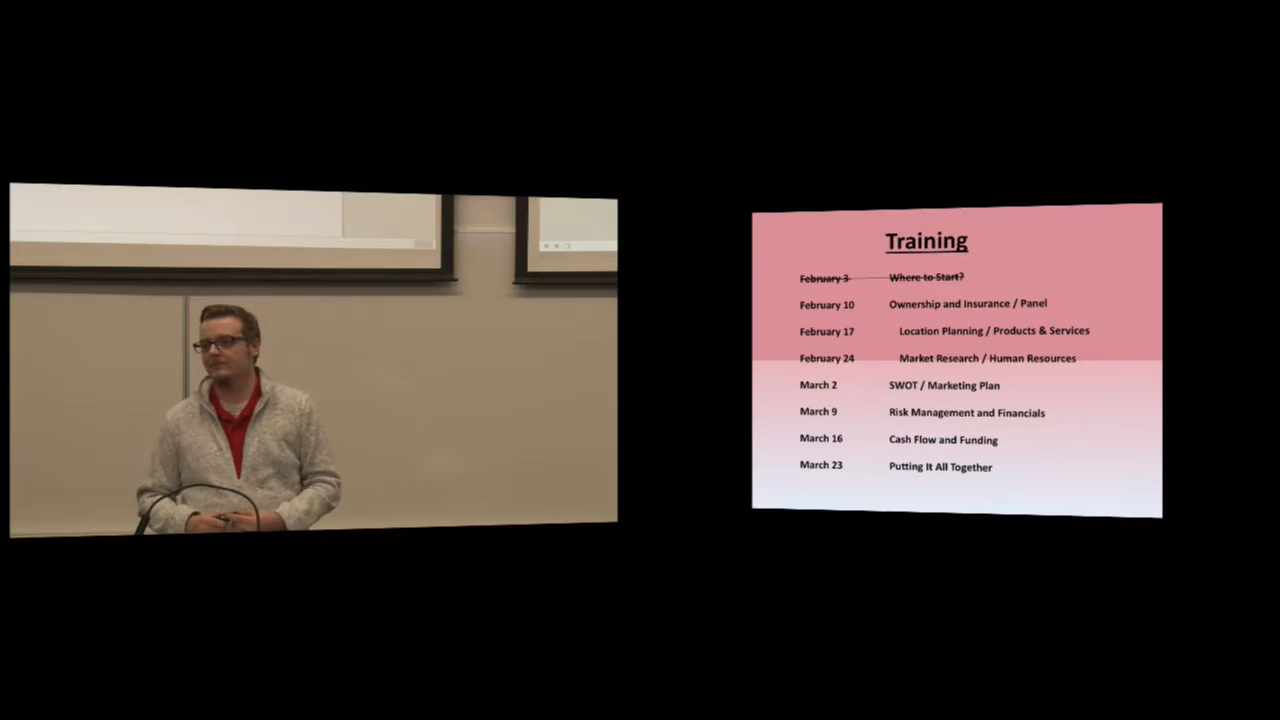 Training
February 3 Where to Start?
February 10 Ownership and Insurance / Panel
February 17 Location Planning / Products & Services
February 24 Market Research / Human Resources
March 2 SWOT / Marketing Plan
March 9 Risk Management and Financials
March 16 Cash Flow and Funding
March 23 Putting It All Together